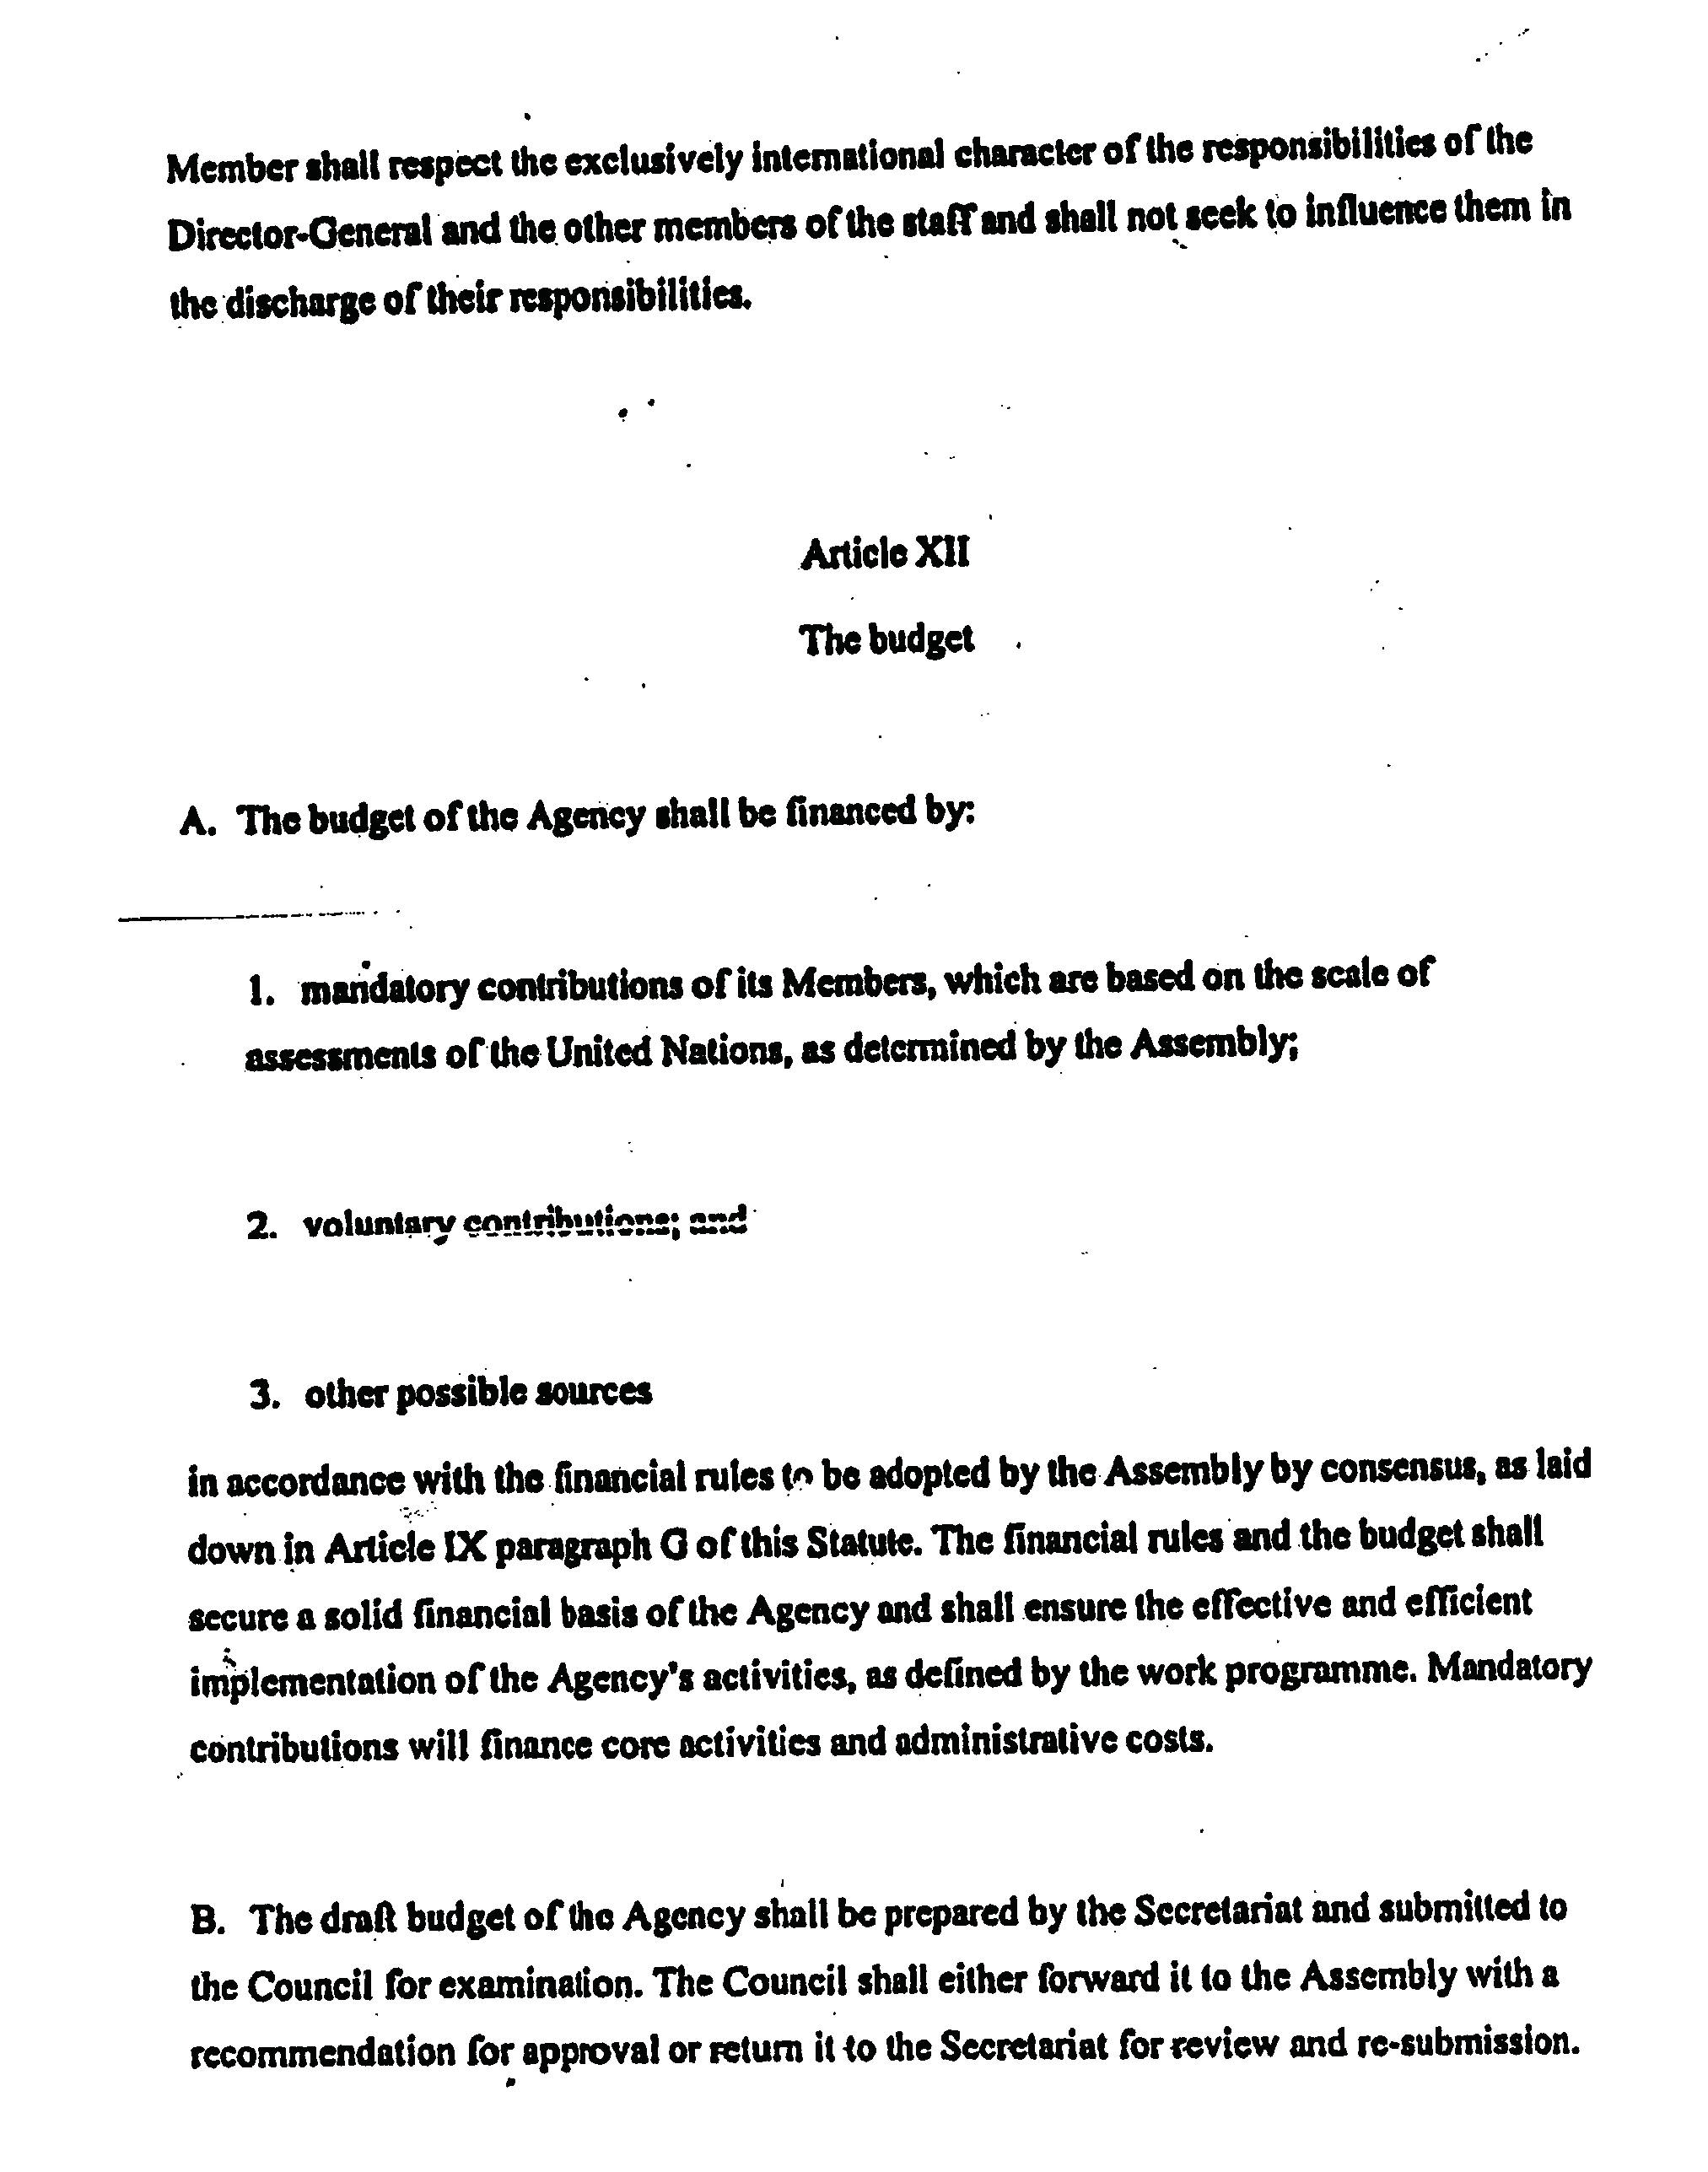 Member shall respect the exclusively international character of the responsibilities of the
Director-General and the other members of the staff and shall not seek to influence them in
the discharge of their responsibilities.
Article XII
The budget
A. The budget of the Agency shall be financed by:
1. mandatory contributions of its Members, which are based on the scale of
assessments of the United Nations, as determined by the Assembly;
2. voluntary contributions; and
3. other possible sources
in accordance with the financial rules to be adopted by the Assembly by consensus, as laid
down in Article IX paragraph G of this Statute. The financial rules and the budget shall
secure a solid financial basis of the Agency and shall ensure the effective and efficient
implementation of the Agency's activities, as defined by the work programme. Mandatory
contributions will finance core activities and administrative costs.
B. The draft budget of the Agency shall be prepared by the Secretariat and submitted to
the Council for examination. The Council shall either forward it to the Assembly with a
recommendation for approval or return it to the Secretariat for review and re-submission.